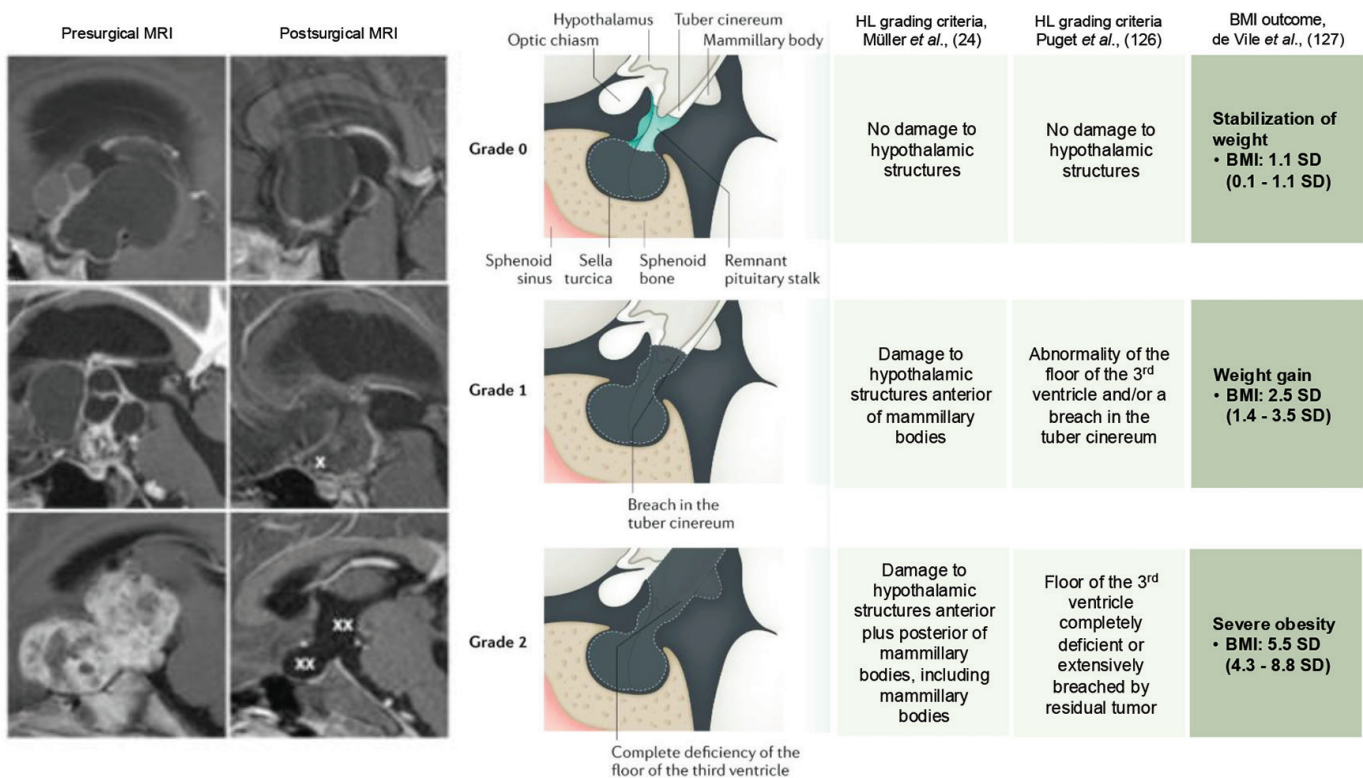 Presurgical MRI
Postsurgical MRI
Hypothalamus
Optic chiasm
Tuber cinereum
Mammillary body
HL grading criteria,
Müller et al., (24)
HL grading criteria
Puget et al., (126)
BMI outcome,
de Vile et al., (127)
Grade 0
Sphenoid
sinus
Sella
turcica
Sphenoid
bone
Remnant
pituitary stalk
No damage to
hypothalamic
structures
No damage to
hypothalamic
structures
Stabilization of
weight
• BMI: 1.1 SD
(0.1 - 1.1 SD)
X
Grade 1
Breach in the
tuber cinereum
Damage to
hypothalamic
structures anterior
of mammillary
bodies
Abnormality of the
floor of the 3rd
ventricle and/or a
breach in the
tuber cinereum
Weight gain
• BMI: 2.5 SD
(1.4 - 3.5 SD)
XX
XX
Grade 2
Complete deficiency of the
floor of the third ventricle
Damage to
hypothalamic
structures anterior
plus posterior of
mammillary
bodies, including
mammillary
bodies
Floor of the 3rd
ventricle
completely
deficient or
extensively
breached by
residual tumor
Severe obesity
• BMI: 5.5 SD
(4.3 - 8.8 SD)